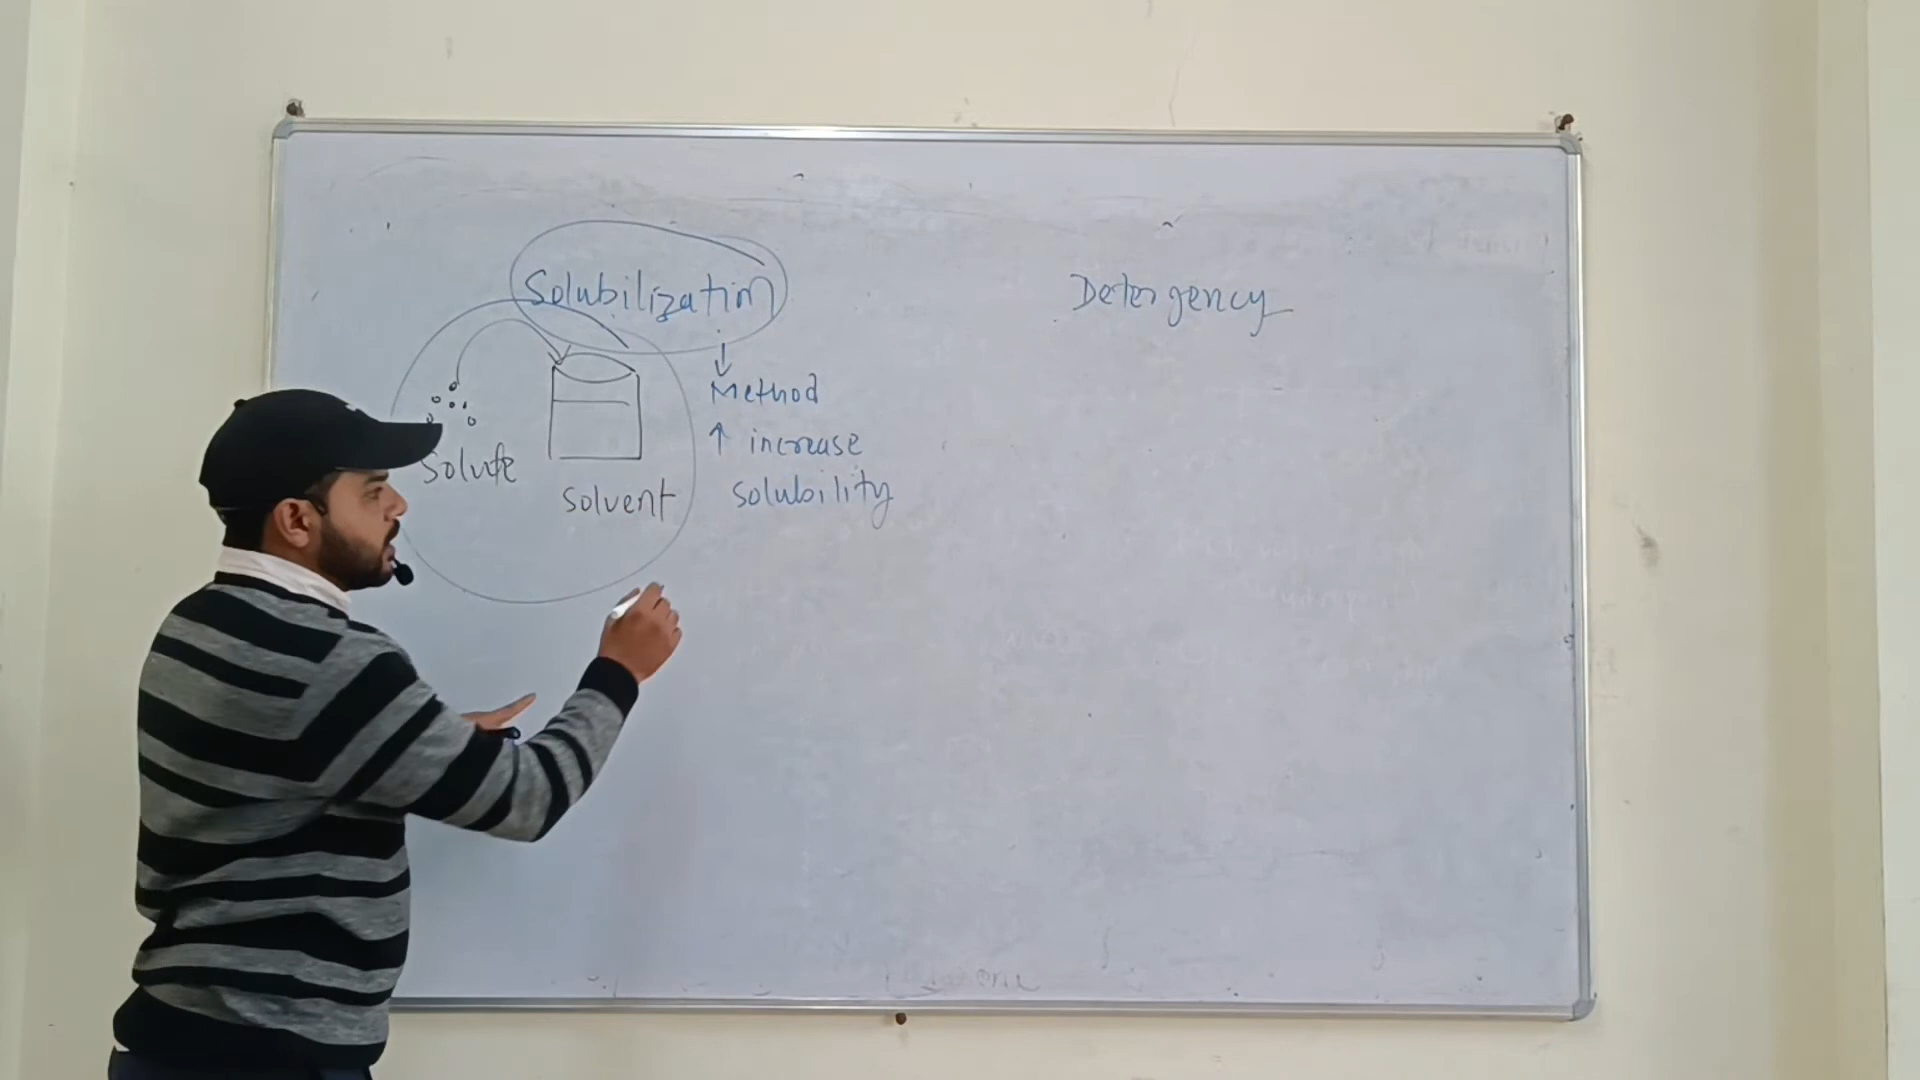 Solubilization
Detergency
Method
↑ increase
solubility
Solute
solvent